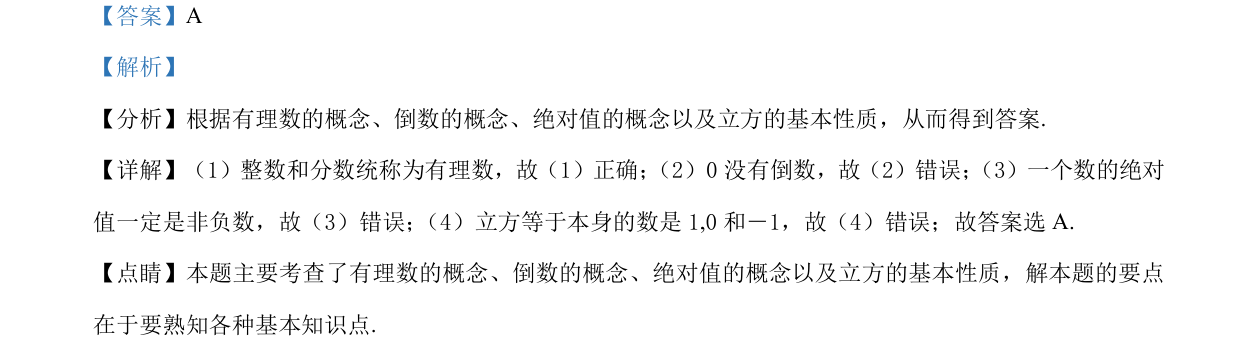 【答案】A
【解析】
【分析】根据有理数的概念、倒数的概念、绝对值的概念以及立方的基本性质，从而得到答案.
【详解】（1）整数和分数统称为有理数，故（1）正确；（2）0 没有倒数，故（2）错误；（3）一个数的绝对
值一定是非负数，故（3）错误；（4）立方等于本身的数是 1,0 和－1，故（4）错误；故答案选 A.
【点睛】本题主要考查了有理数的概念、倒数的概念、绝对值的概念以及立方的基本性质，解本题的要点
在于要熟知各种基本知识点.